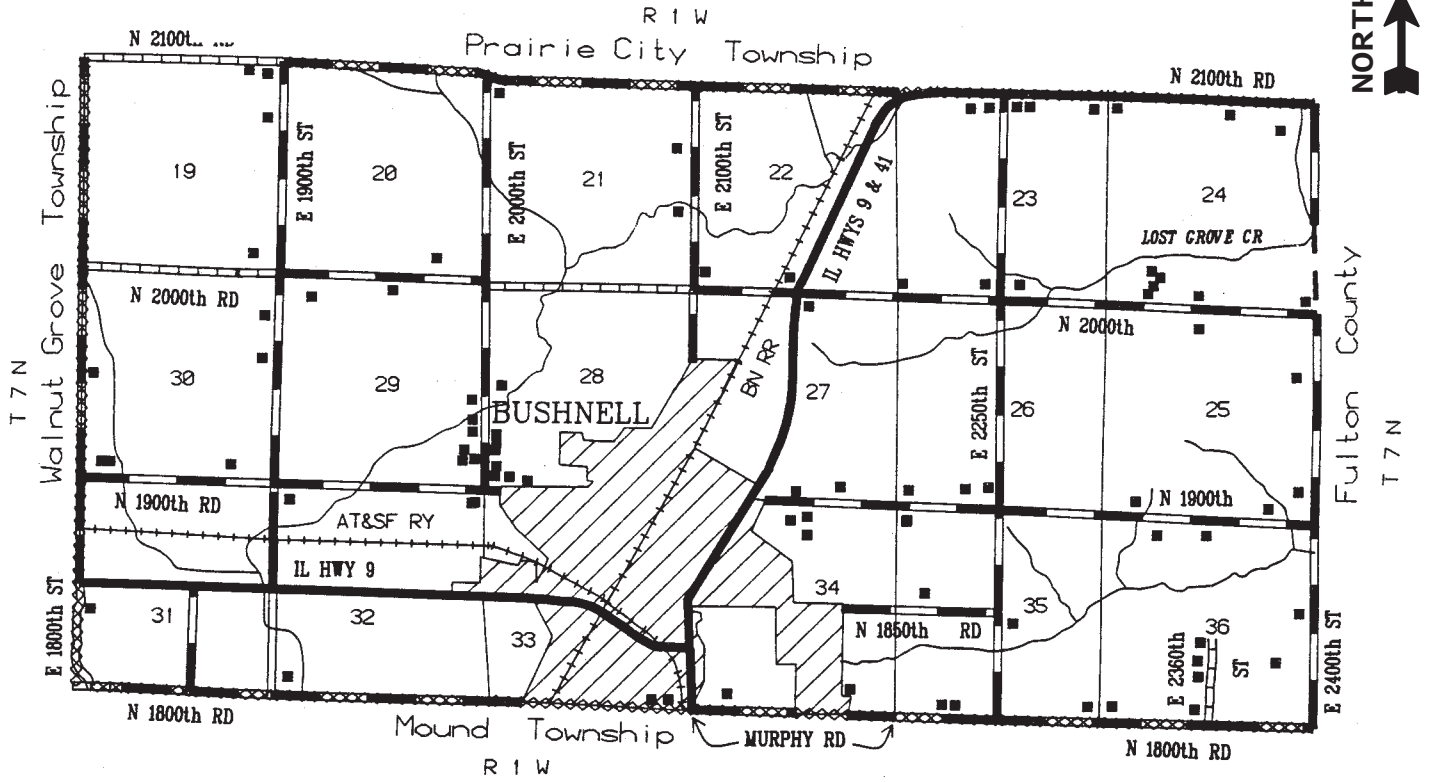 R 1 W
NORTH
Prairie City Township
N 2100th RD
Walnut Grove Township
T 7 N
19
E 1900th ST
20
E 2000th ST
21
E 2100th ST
22
IL HWYS 9 & 41
23
24
LOST GROVE CR
N 2000th RD
N 2000th
Fulton County
T 7 N
30
29
28
BUSHNELL
BN RR
27
E 2250th ST
26
25
N 1900th RD
N 1900th
AT&SF RY
IL HWY 9
E 1800th ST
31
32
33
34
N 1850th RD
35
36
E 2360th ST
E 2400th ST
N 1800th RD
Mound Township
MURPHY RD
N 1800th RD
R 1 W